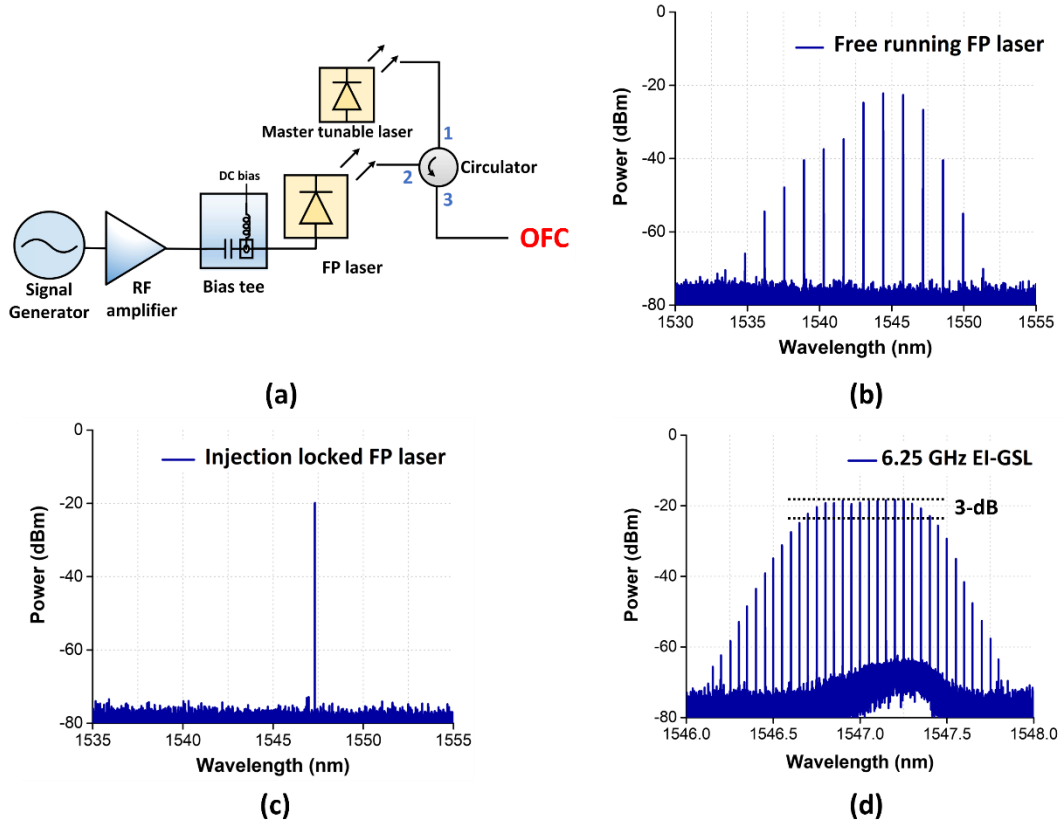 Master tunable laser
1
2
Circulator
3
DC bias
OFC
FP laser
Signal
Generator
RF
amplifier
Bias tee
(a)
0
-20
-40
-60
-80
Power (dBm)
Free running FP laser
1530
1535
1540
1545
1550
1555
Wavelength (nm)
(b)
0
-20
-40
-60
-80
Power (dBm)
Injection locked FP laser
1535
1540
1545
1550
1555
Wavelength (nm)
(c)
0
-20
-40
-60
-80
Power (dBm)
6.25 GHz EI-GSL
3-dB
1546.0
1546.5
1547.0
1547.5
1548.0
Wavelength (nm)
(d)